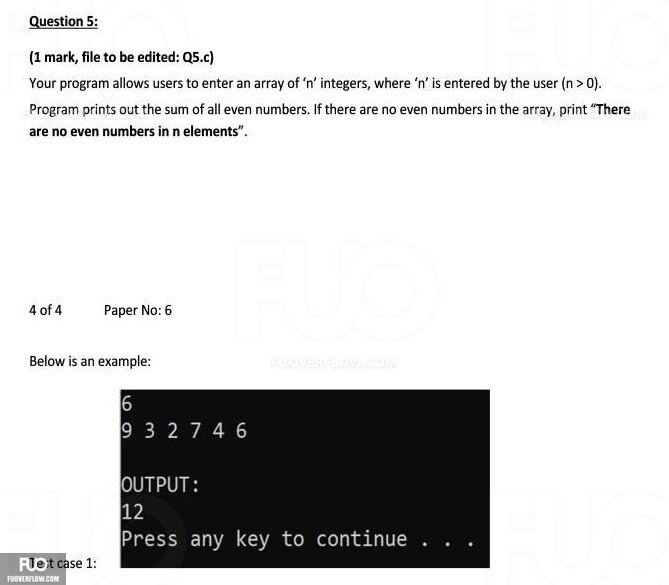 Question 5:
(1 mark, file to be edited: Q5.c)
Your program allows users to enter an array of ‘n’ integers, where ‘n’ is entered by the user (n > 0).
Program prints out the sum of all even numbers. If there are no even numbers in the array, print “There
are no even numbers in n elements”.
FUO
4 of 4 Paper No: 6
Below is an example:
FUOVERFLOW.COM
6
9 3 2 7 4 6
OUTPUT:
12
Press any key to continue . . .
case 1:
FUO
FUOVERFLOW.COM